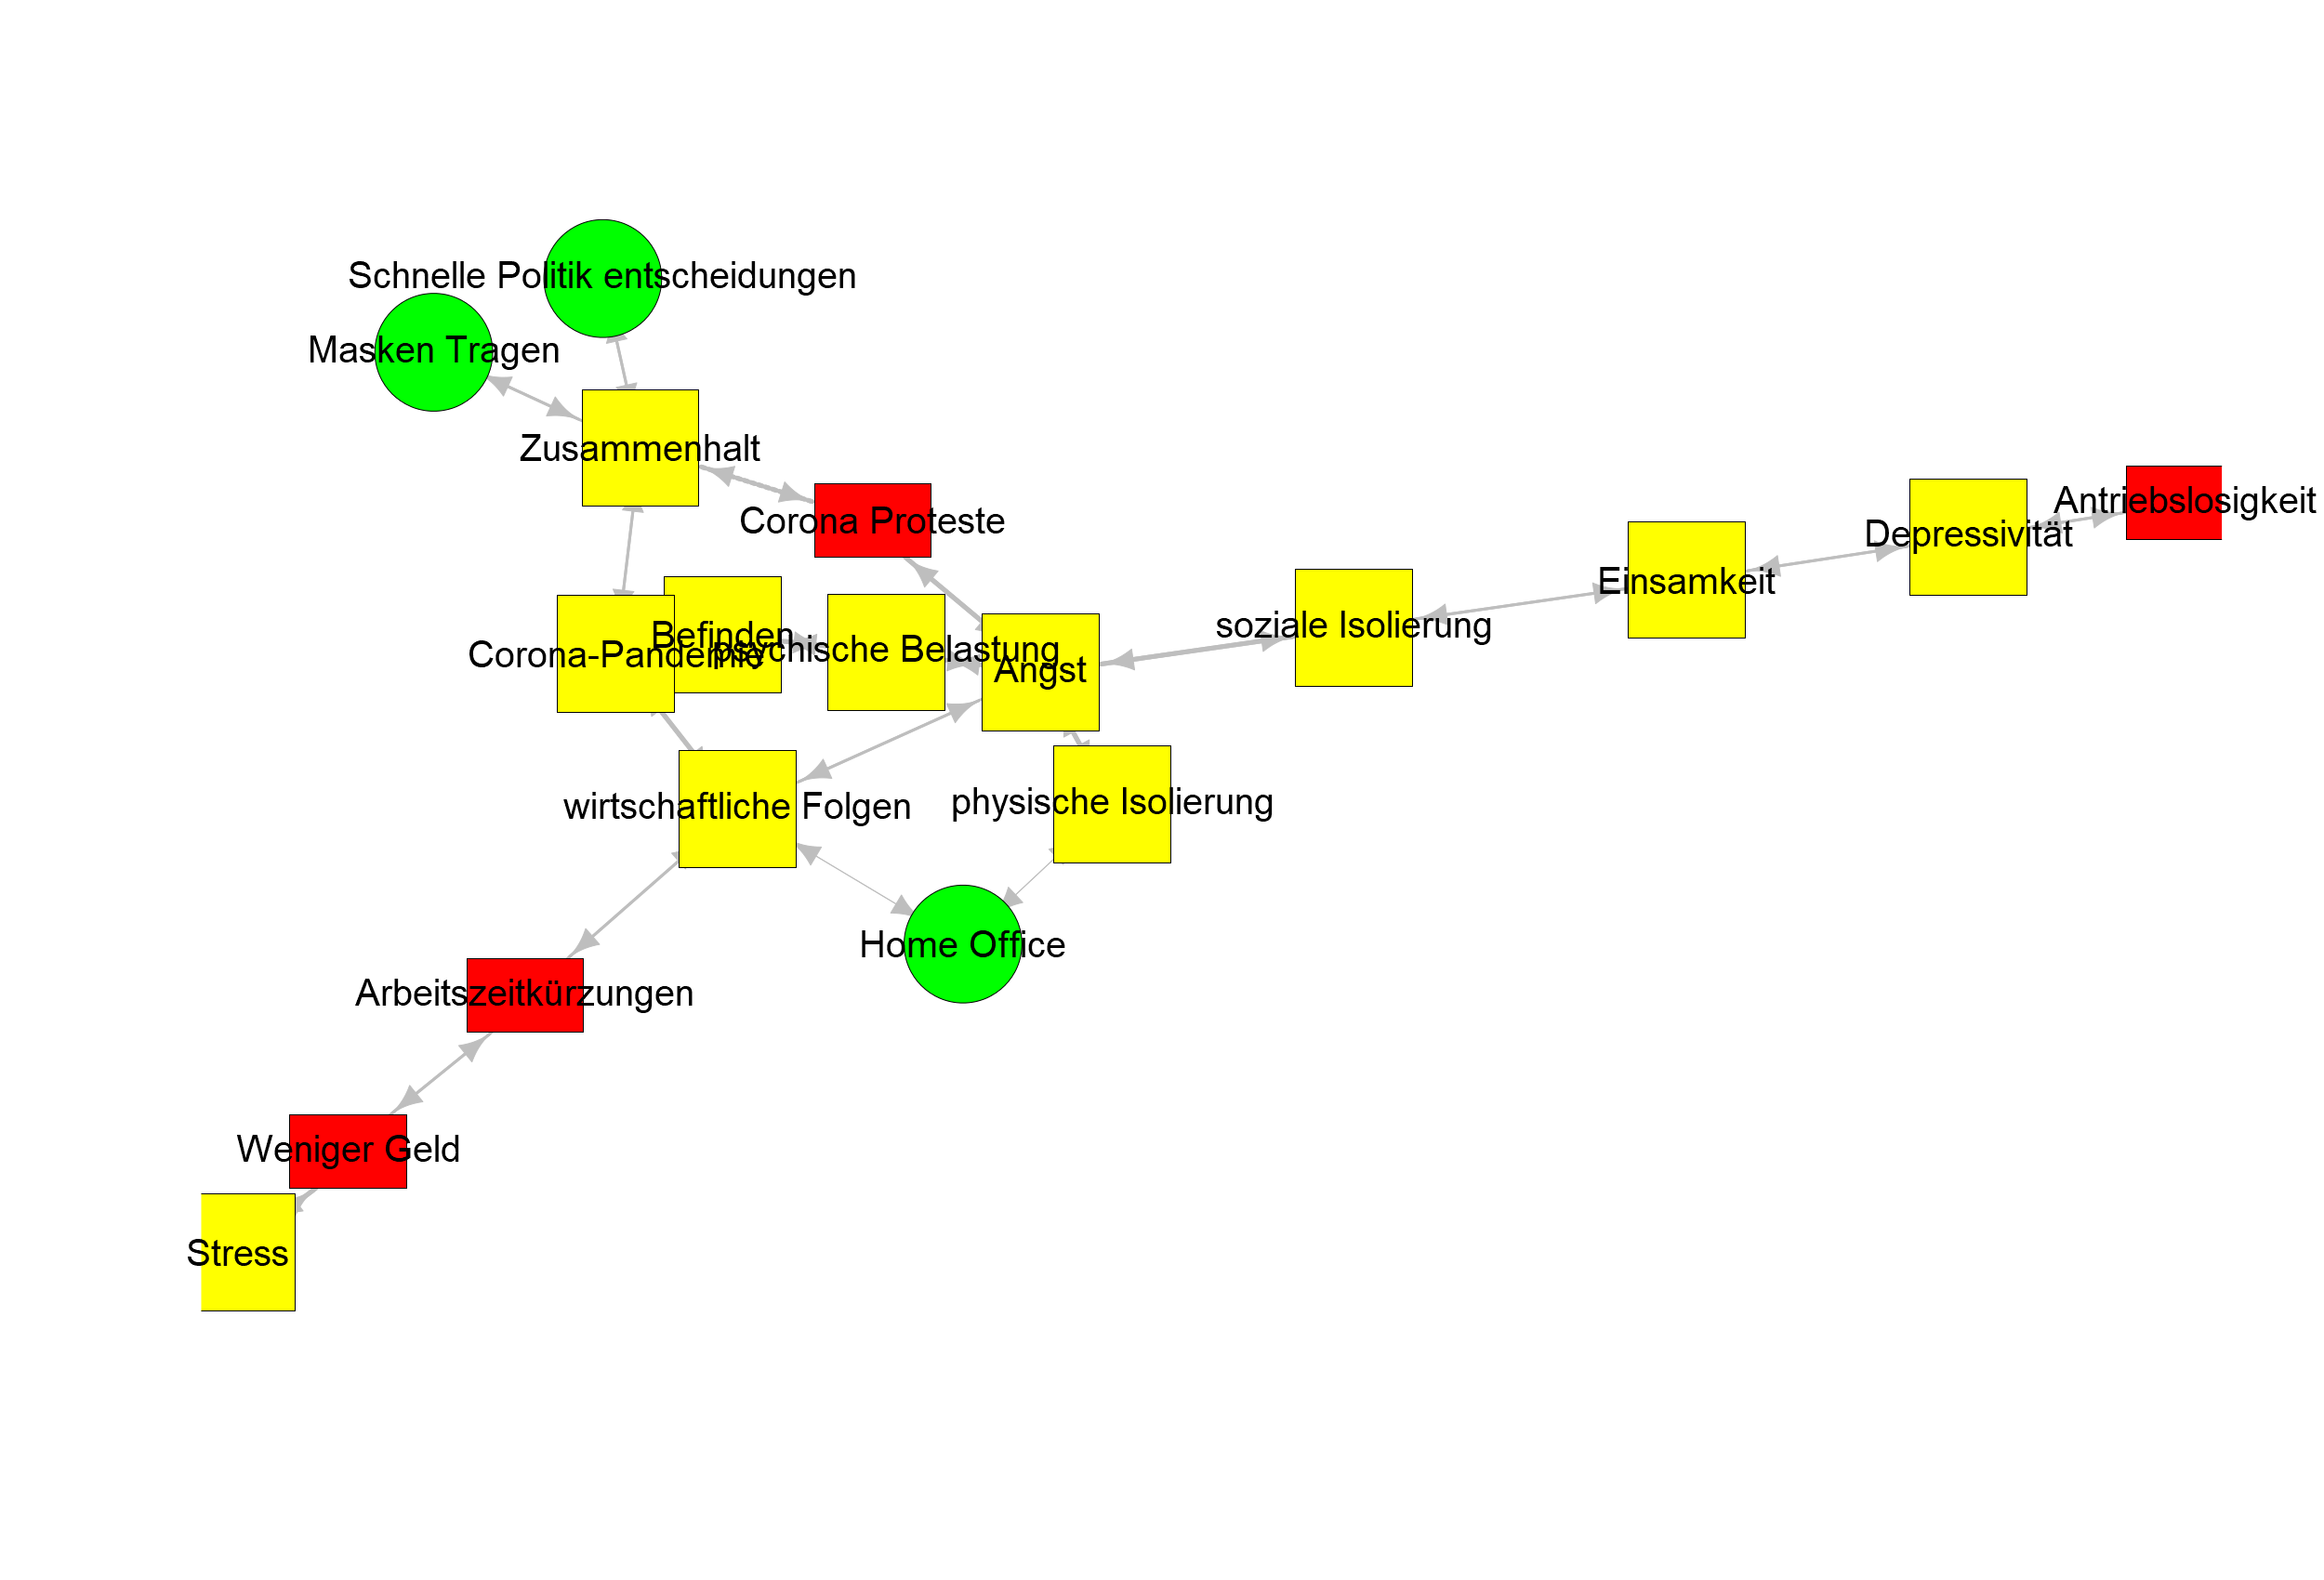 Schnelle Politik entscheidungen
Masken Tragen
Zusammenhalt
Corona Proteste
Antriebslosigkeit
Depressivität
Einsamkeit
soziale Isolierung
Befinden
Corona-Pandemie
psychische Belastung
Angst
wirtschaftliche Folgen
physische Isolierung
Home Office
Arbeitszeitkürzungen
Weniger Geld
Stress